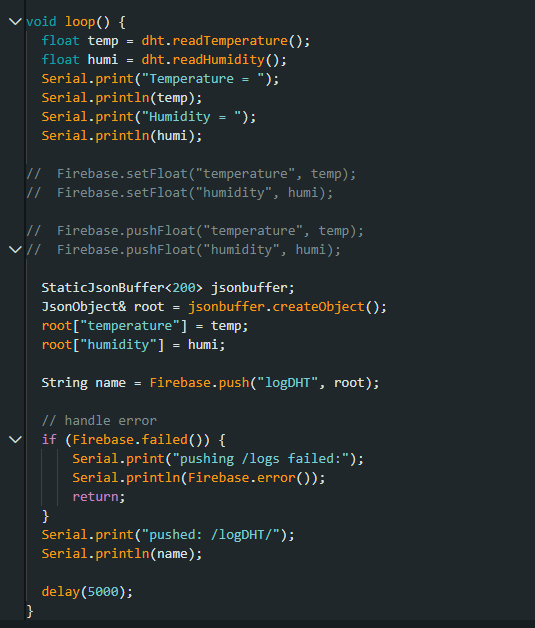 void loop() {
  float temp = dht.readTemperature();
  float humi = dht.readHumidity();
  Serial.print("Temperature = ");
  Serial.println(temp);
  Serial.print("Humidity = ");
  Serial.println(humi);

//  Firebase.setFloat("temperature", temp);
//  Firebase.setFloat("humidity", humi);

//  Firebase.pushFloat("temperature", temp);
//  Firebase.pushFloat("humidity", humi);

  StaticJsonBuffer<200> jsonbuffer;
  JsonObject& root = jsonbuffer.createObject();
  root["temperature"] = temp;
  root["humidity"] = humi;

  String name = Firebase.push("logDHT", root);

  // handle error
  if (Firebase.failed()) {
      Serial.print("pushing /logs failed:");
      Serial.println(Firebase.error());
      return;
  }
  Serial.print("pushed: /logDHT/");
  Serial.println(name);

  delay(5000);
}